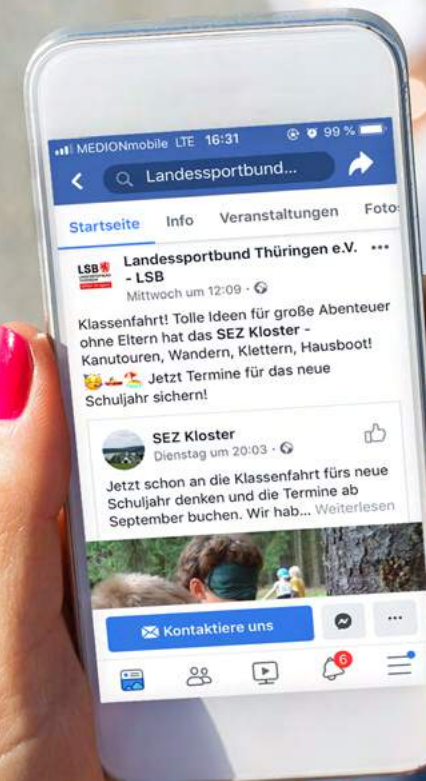 MEDIONmobile LTE 16:31 99 %
Landessportbund...
Startseite Info Veranstaltungen Fotos
LSB
Landessportbund Thüringen e.V.
- LSB
Mittwoch um 12:09 ·
Klassenfahrt! Tolle Ideen für große Abenteuer
ohne Eltern hat das SEZ Kloster -
Kanutouren, Wandern, Klettern, Hausboot!
🥳🛶🏖️ Jetzt Termine für das neue
Schuljahr sichern!
SEZ Kloster
Dienstag um 20:03 ·
Jetzt schon an die Klassenfahrt fürs neue
Schuljahr denken und die Termine ab
September buchen. Wir hab... Weiterlesen
Kontaktiere uns
6